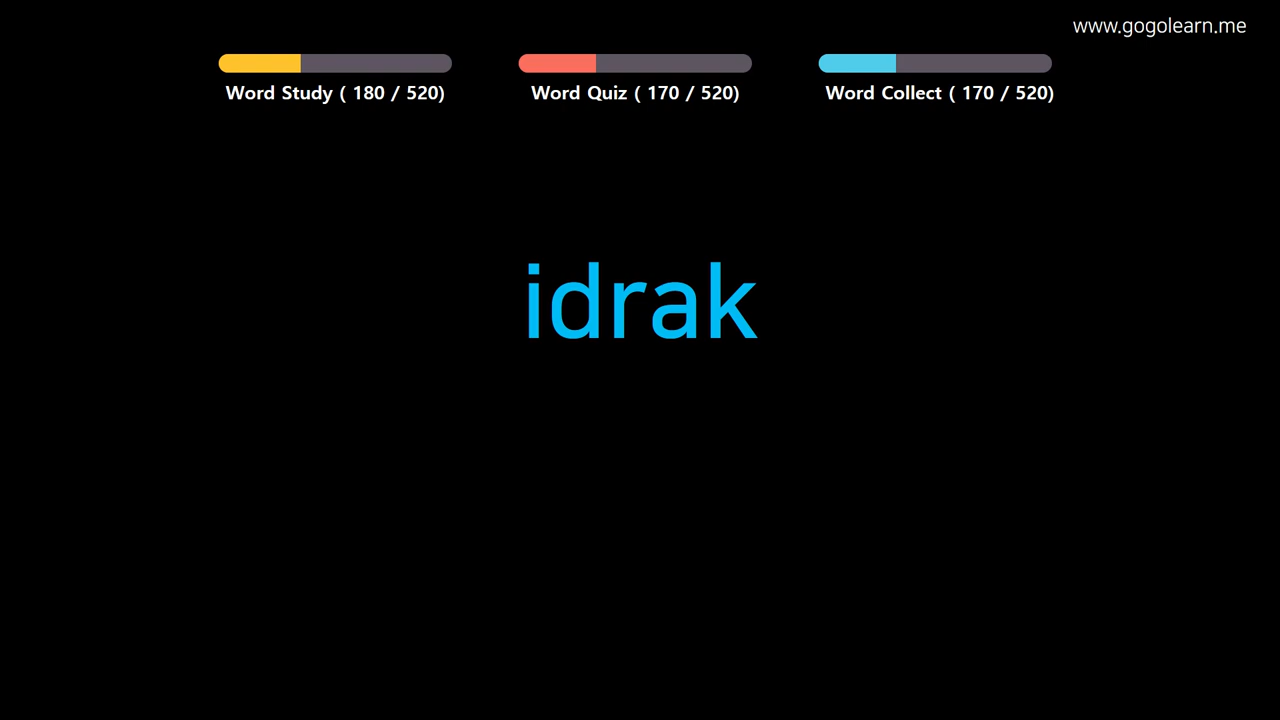 www.gogolearn.me
Word Study ( 180 / 520)
Word Quiz ( 170 / 520)
Word Collect ( 170 / 520)
idrak